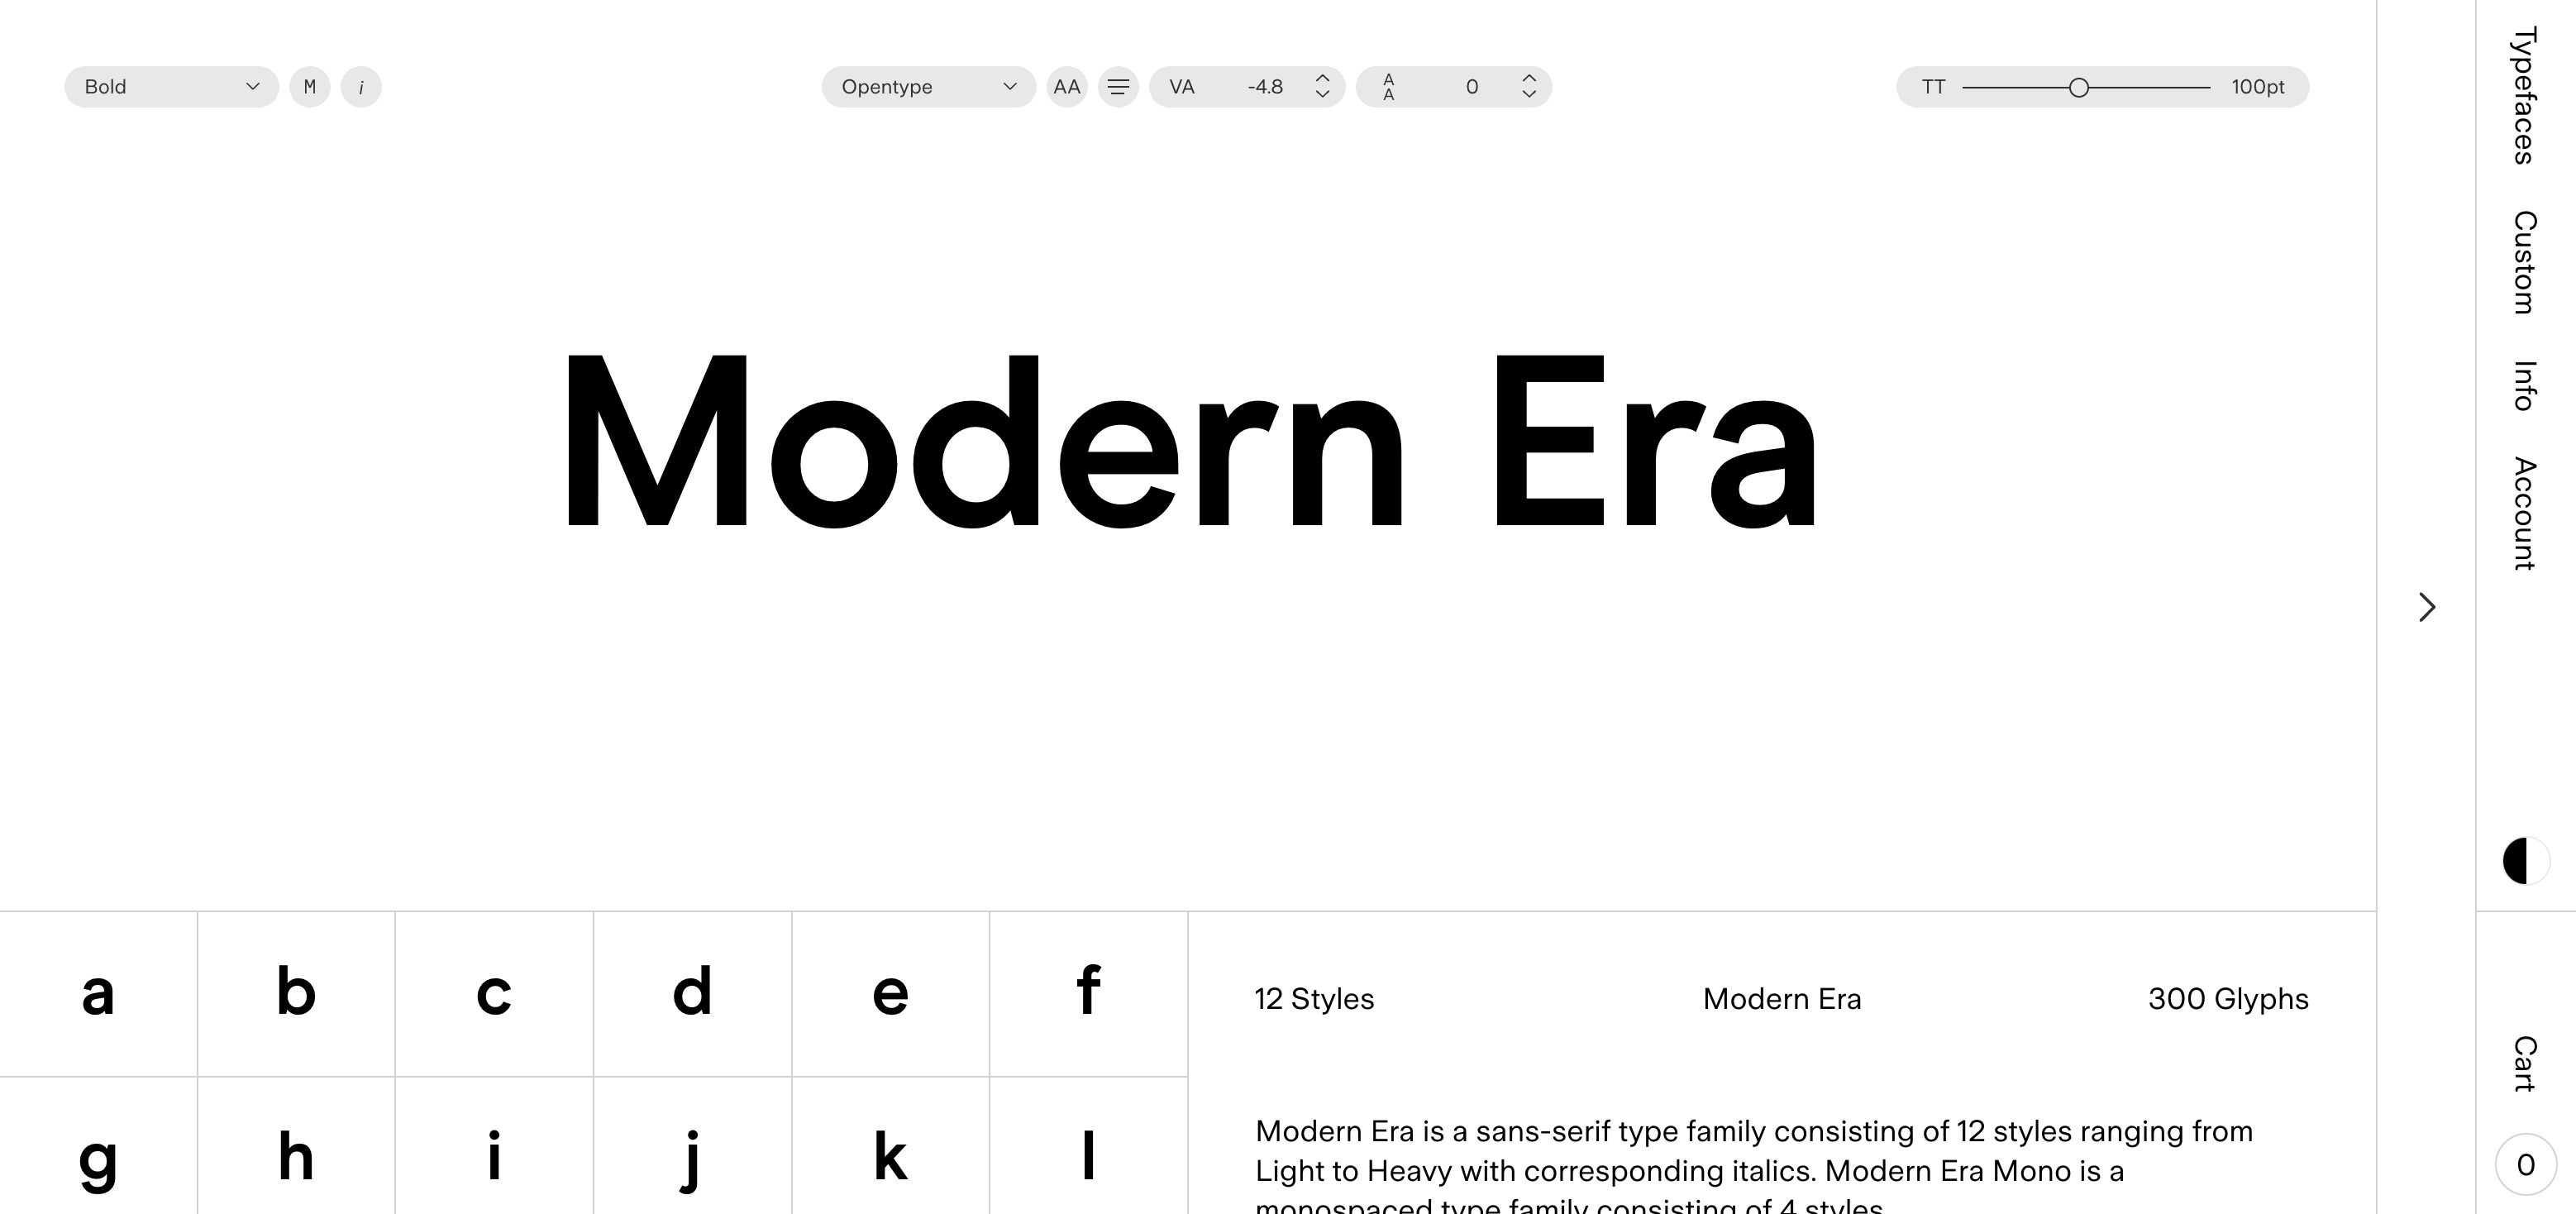 Bold
M
i
Opentype
AA
VA -4.8
A
A
0
TT
100pt
Modern Era
a b c d e f
g h i j k l
12 Styles
Modern Era
300 Glyphs
Modern Era is a sans-serif type family consisting of 12 styles ranging from
Light to Heavy with corresponding italics. Modern Era Mono is a
monospaced type family consisting of 4 styles
Typefaces
Custom
Info
Account
Cart
0